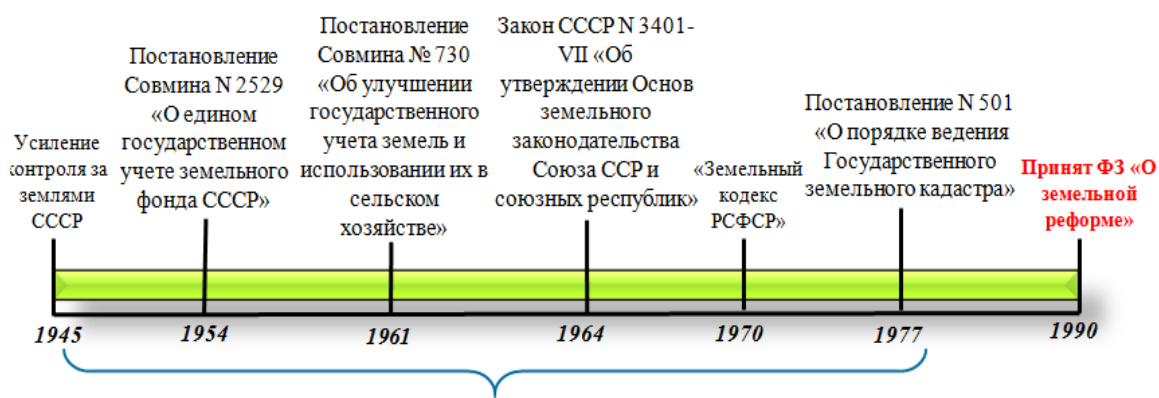 Усиление
контроля за
землями
СССР
Постановление
Совмина N 2529
«О едином
государственном
учете земельного
фонда СССР»
Постановление
Совмина № 730
«Об улучшении
государственного
учета земель и
использовании их в
сельском
хозяйстве»
Закон СССР N 3401-
VII «Об
утверждении Основ
земельного
законодательства
Союза ССР и
союзных республик»
«Земельный
кодекс
РСФСР»
Постановление N 501
«О порядке ведения
Государственного
земельного кадастра»
Принят ФЗ «О
земельной
реформе»
1945
1954
1961
1964
1970
1977
1990